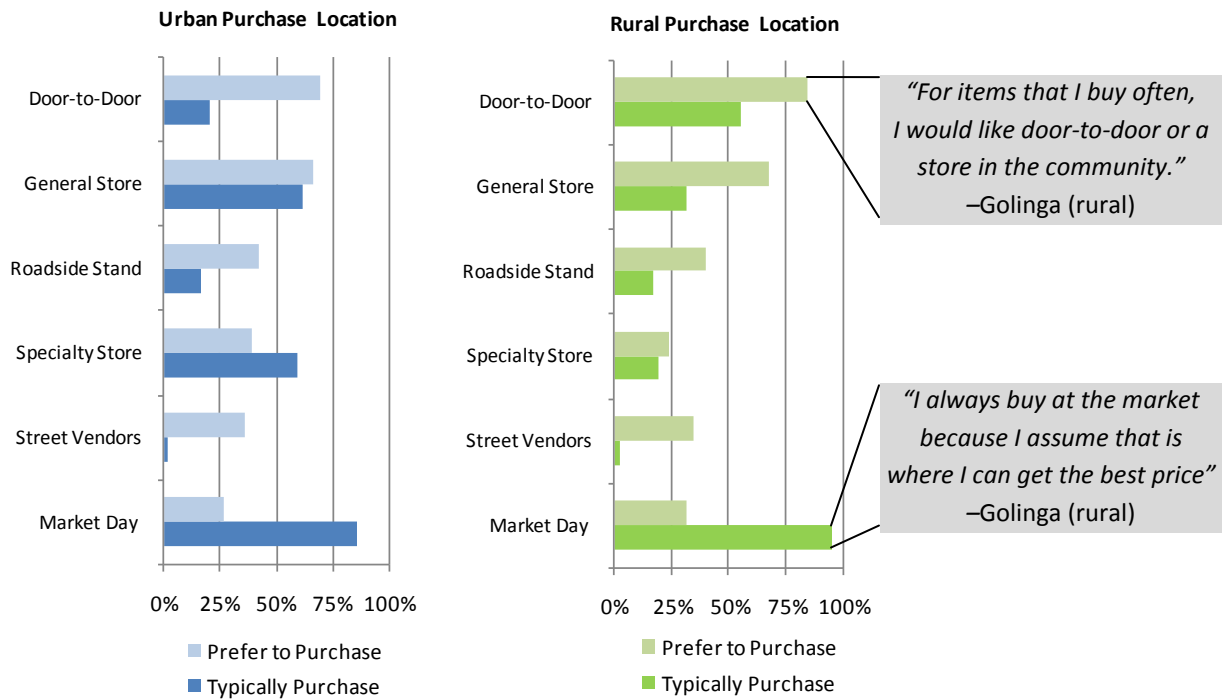 Urban Purchase Location
Door-to-Door
General Store
Roadside Stand
Specialty Store
Street Vendors
Market Day
0% 25% 50% 75% 100%
Prefer to Purchase
Typically Purchase
Rural Purchase Location
Door-to-Door
General Store
Roadside Stand
Specialty Store
Street Vendors
Market Day
0% 25% 50% 75% 100%
Prefer to Purchase
Typically Purchase
“For items that I buy often,
I would like door-to-door or a
store in the community.”
–Golinga (rural)
“I always buy at the market
because I assume that is
where I can get the best price”
–Golinga (rural)